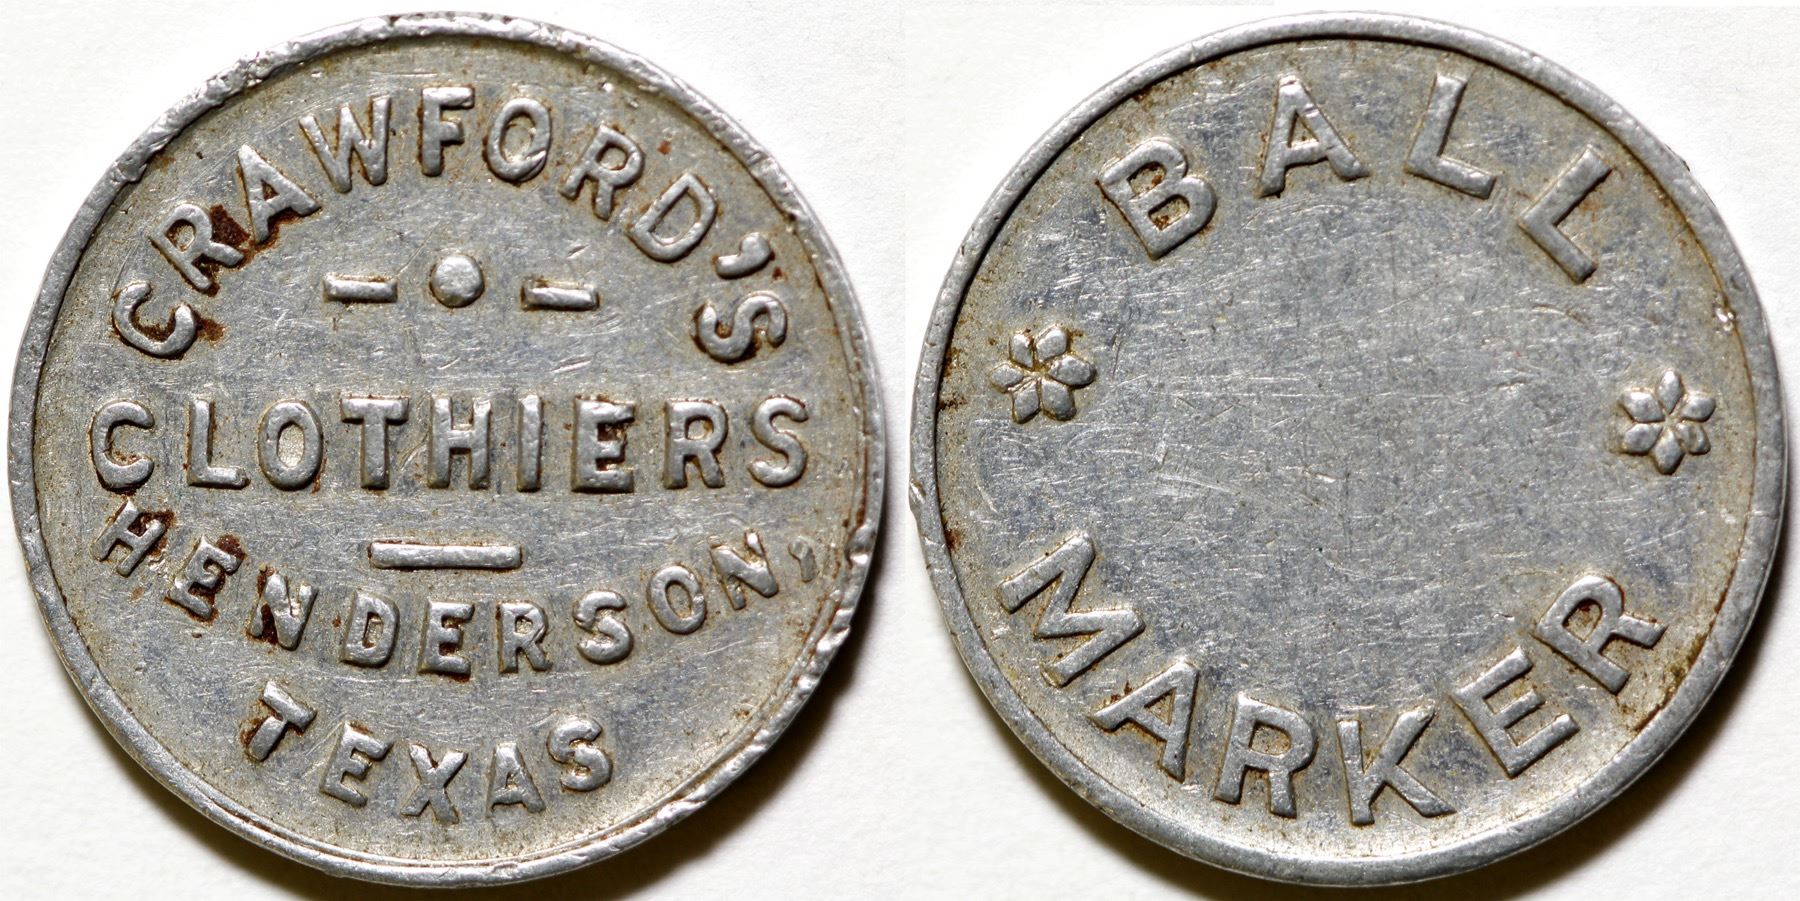 CRAWFORD'S
CLOTHIERS
HENDERSON,
TEXAS
BALL
MARKER